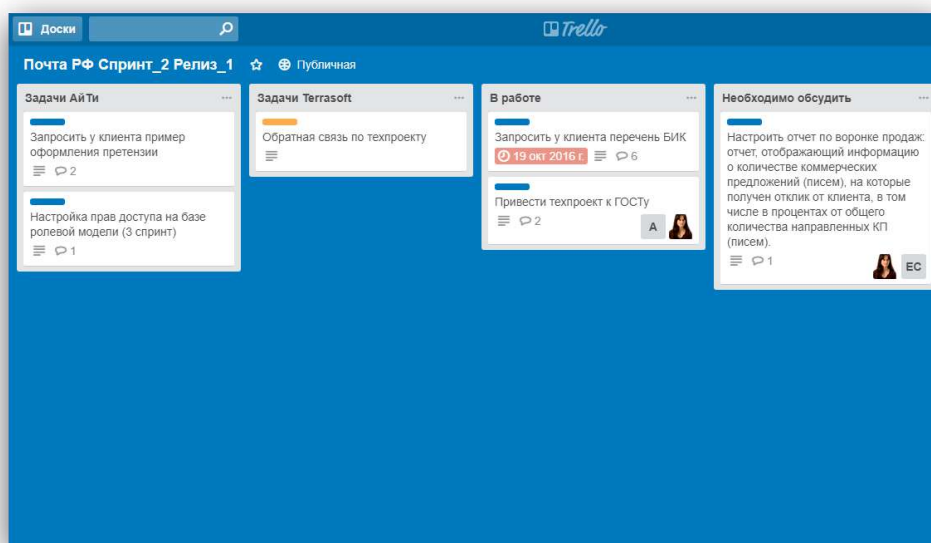 Доски
Trello
Почта РФ Спринт_2 Релиз_1
Публичная
Задачи АйТи
Запросить у клиента пример
оформления претензии
2
Настройка прав доступа на базе
ролевой модели (3 спринт)
1
Задачи Terrasoft
Обратная связь по техпроекту
В работе
Запросить у клиента перечень БИК
19 окт 2016 г.
6
Привести техпроект к ГОСТу
2
A
Необходимо обсудить
Настроить отчет по воронке продаж:
отчет, отображающий информацию
о количестве коммерческих
предложений (писем), на которые
получен отклик от клиента, в том
числе в процентах от общего
количества направленных КП
(писем).
1
EC